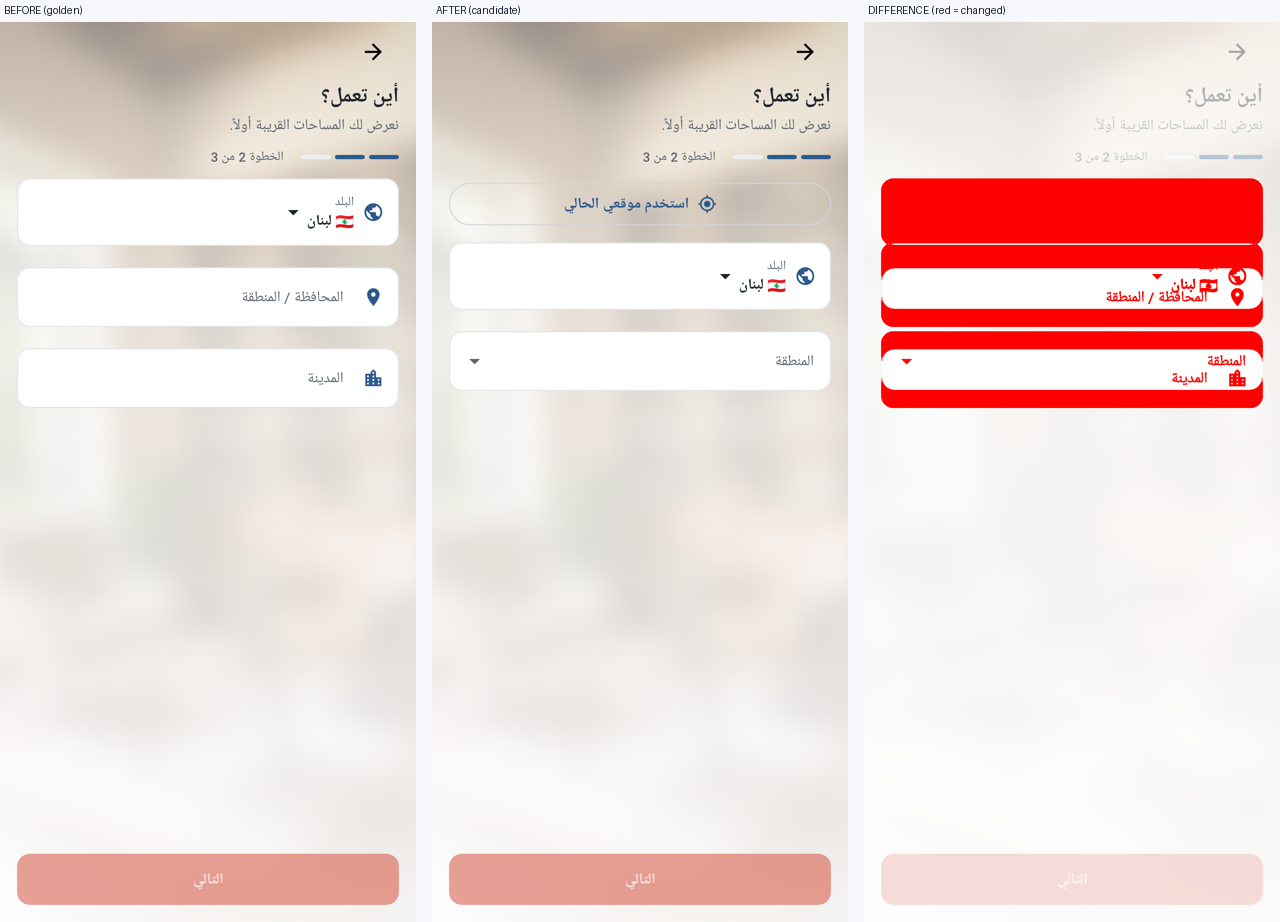 BEFORE (golden)
أين تعمل؟
نعرض لك المساحات القريبة أولاً.
الخطوة 2 من 3
البلد
🇱🇧 لبنان
المحافظة / المنطقة
المدينة
التالي
AFTER (candidate)
أين تعمل؟
نعرض لك المساحات القريبة أولاً.
الخطوة 2 من 3
استخدم موقعي الحالي
البلد
🇱🇧 لبنان
المنطقة
التالي
DIFFERENCE (red = changed)
أين تعمل؟
نعرض لك المساحات القريبة أولاً.
الخطوة 2 من 3
البلد
لبنان
المحافظة / المنطقة
المنطقة
المدينة
التالي